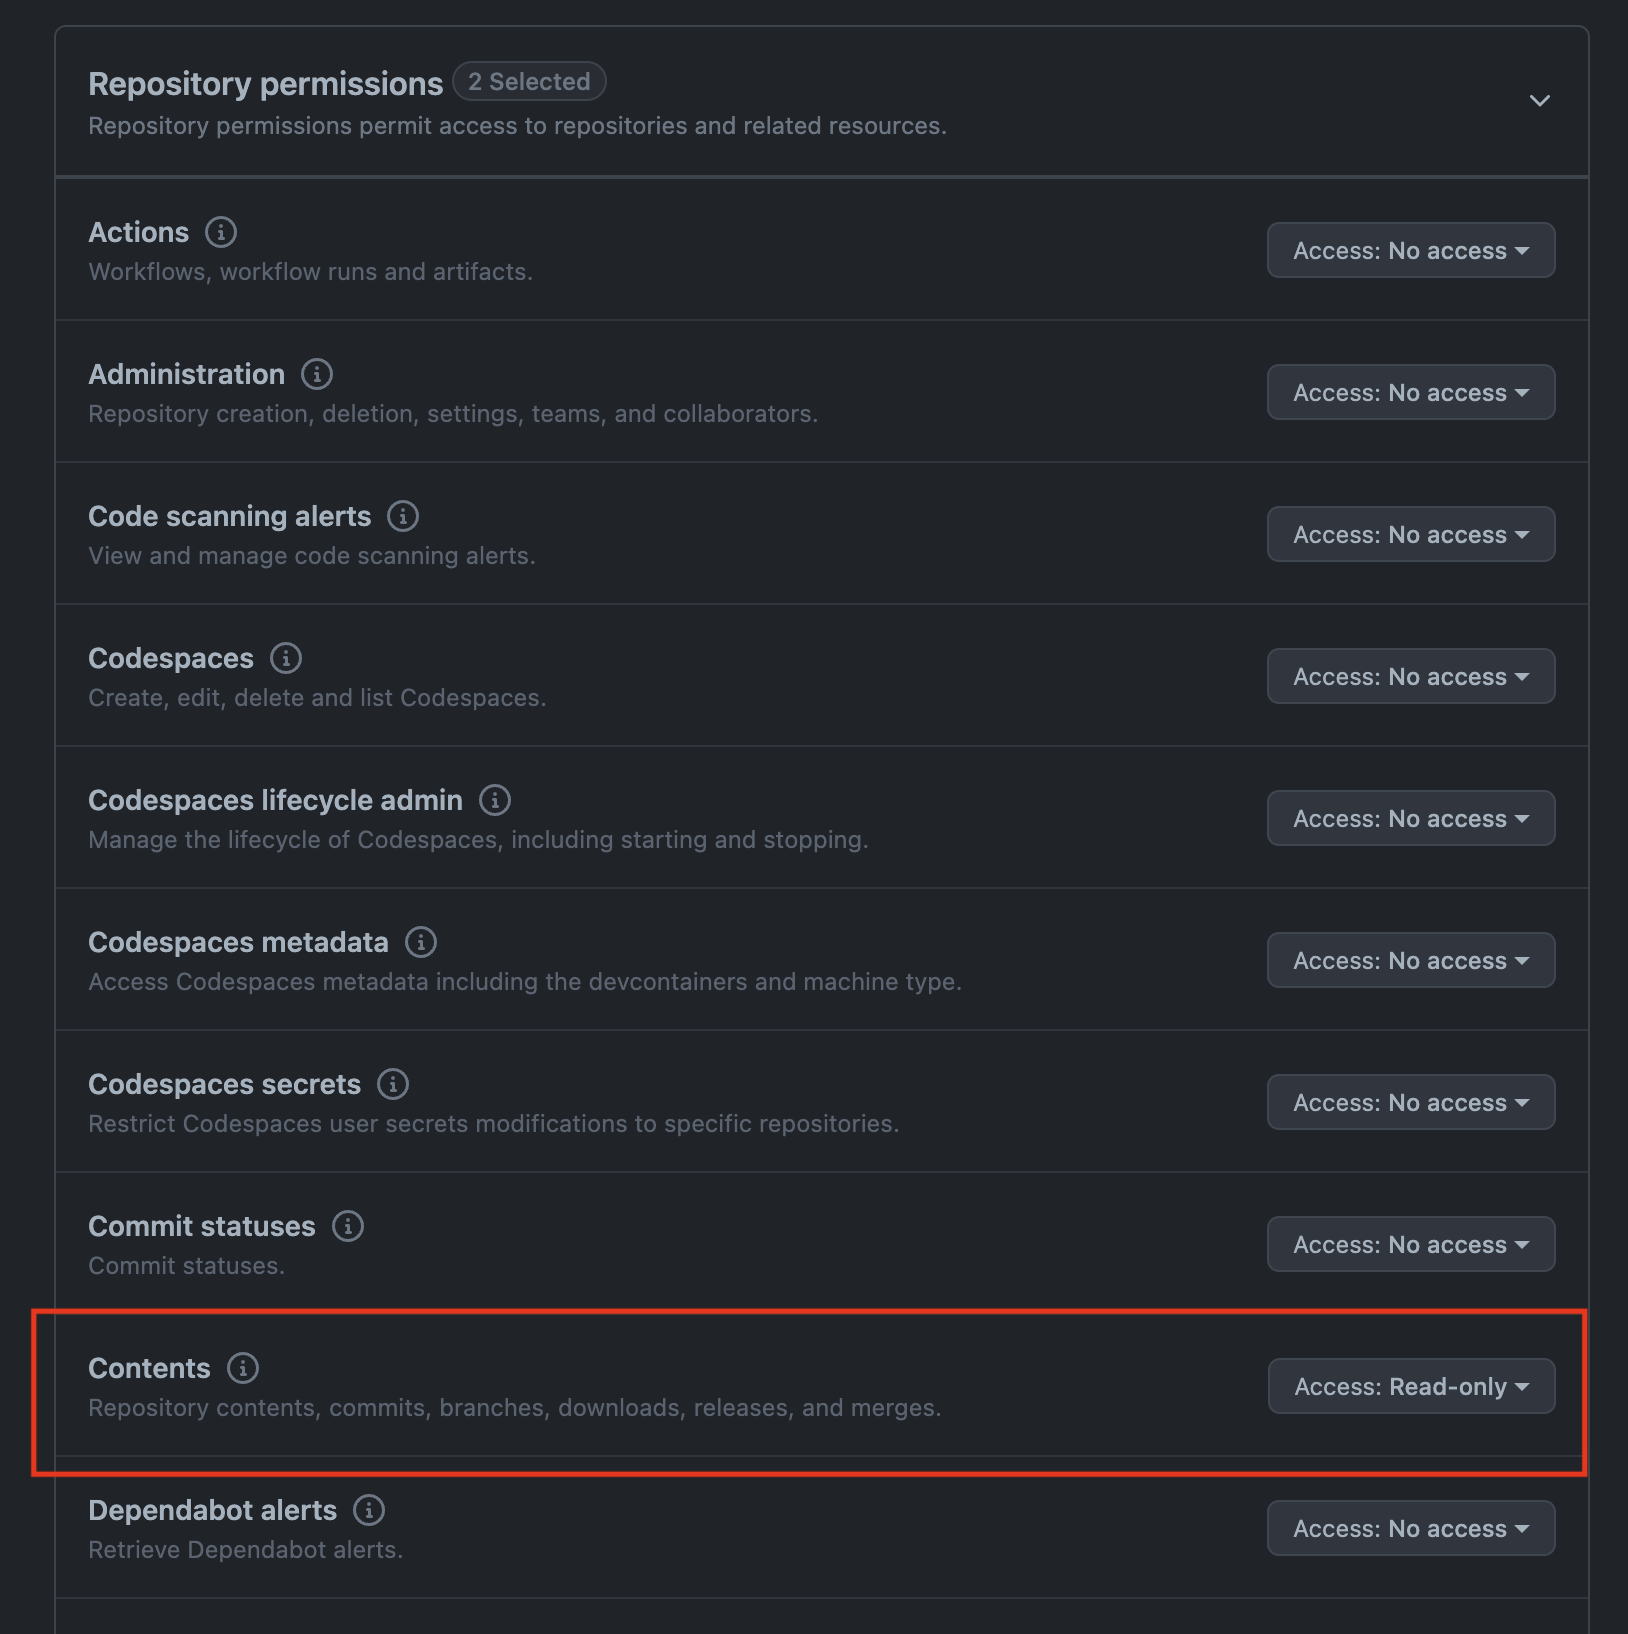 Repository permissions 2 Selected
Repository permissions permit access to repositories and related resources.
Actions
Workflows, workflow runs and artifacts.
Access: No access
Administration
Repository creation, deletion, settings, teams, and collaborators.
Access: No access
Code scanning alerts
View and manage code scanning alerts.
Access: No access
Codespaces
Create, edit, delete and list Codespaces.
Access: No access
Codespaces lifecycle admin
Manage the lifecycle of Codespaces, including starting and stopping.
Access: No access
Codespaces metadata
Access Codespaces metadata including the devcontainers and machine type.
Access: No access
Codespaces secrets
Restrict Codespaces user secrets modifications to specific repositories.
Access: No access
Commit statuses
Commit statuses.
Access: No access
Contents
Repository contents, commits, branches, downloads, releases, and merges.
Access: Read-only
Dependabot alerts
Retrieve Dependabot alerts.
Access: No access